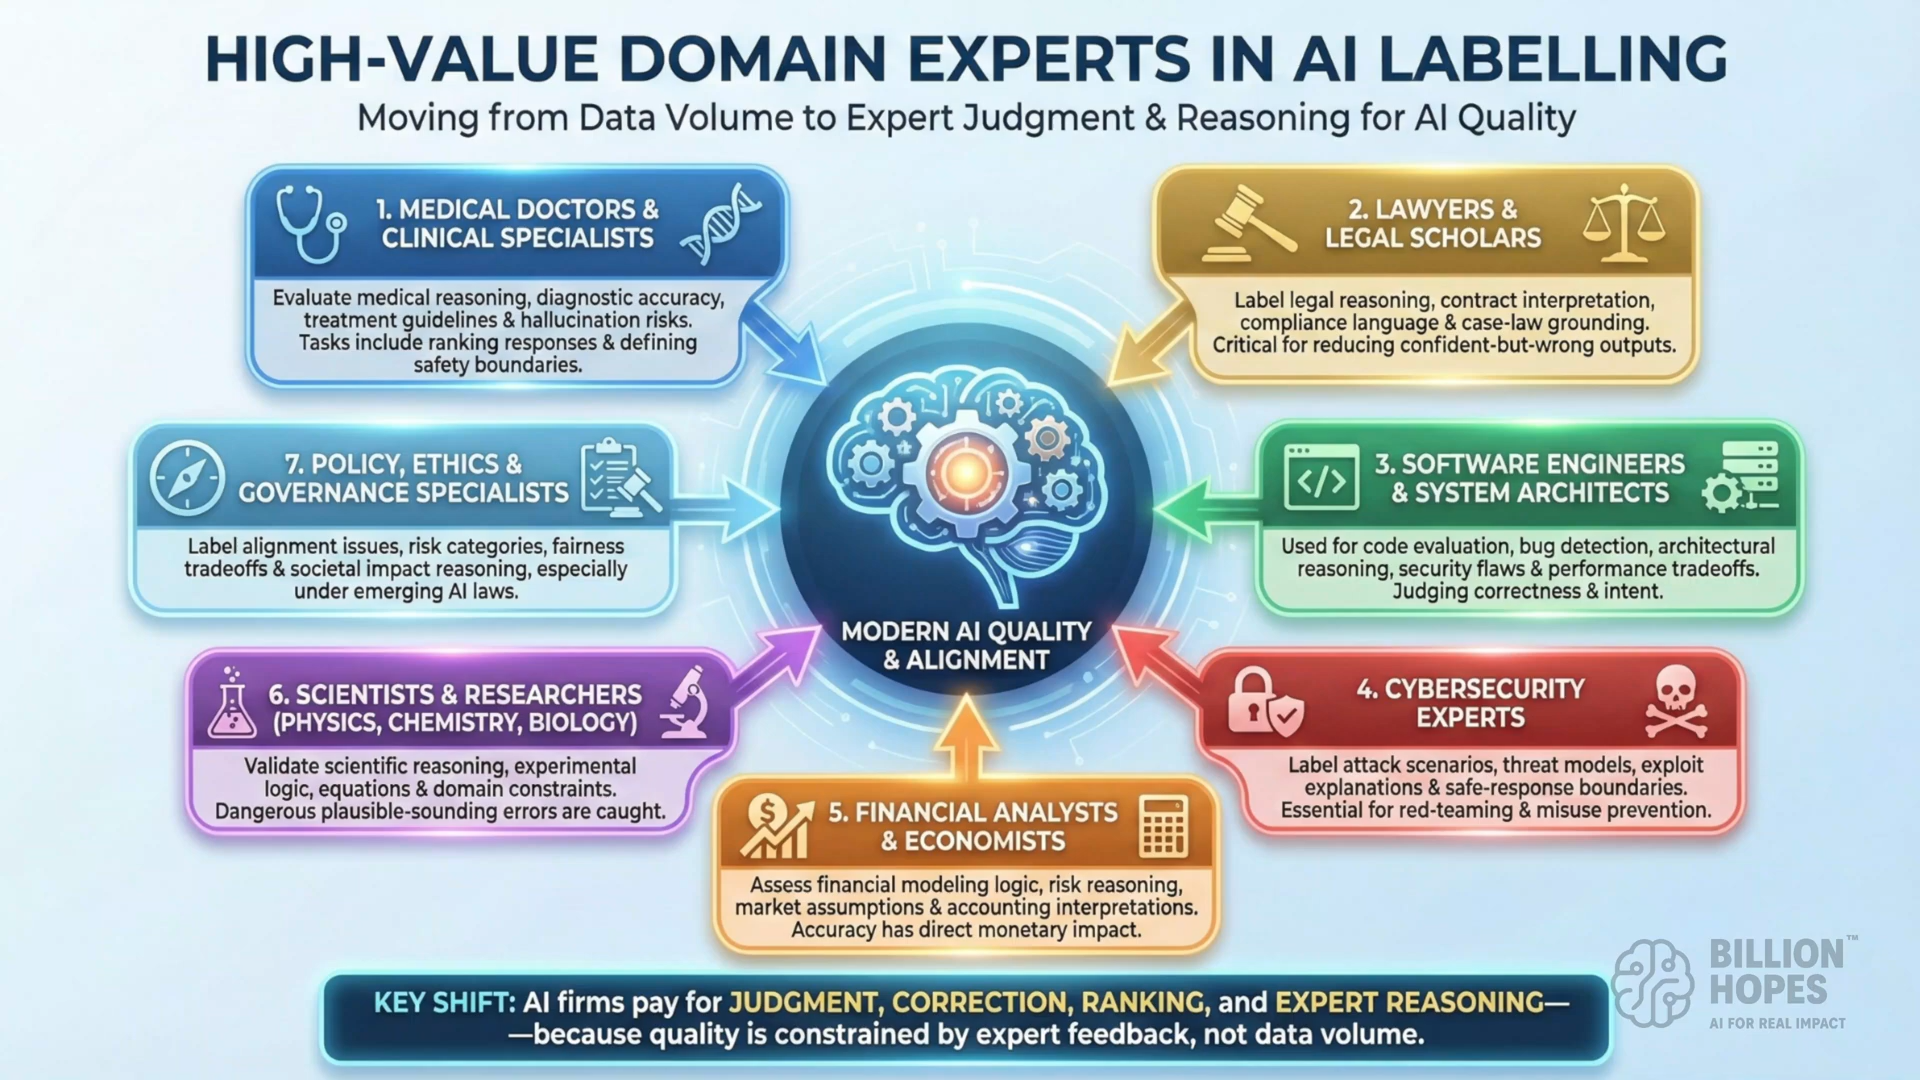 HIGH-VALUE DOMAIN EXPERTS IN AI LABELLING
Moving from Data Volume to Expert Judgment & Reasoning for AI Quality
1. MEDICAL DOCTORS &
CLINICAL SPECIALISTS
Evaluate medical reasoning, diagnostic accuracy,
treatment guidelines & hallucination risks.
Tasks include ranking responses & defining
safety boundaries.
2. LAWYERS &
LEGAL SCHOLARS
Label legal reasoning, contract interpretation,
compliance language & case-law grounding.
Critical for reducing confident-but-wrong outputs.
3. SOFTWARE ENGINEERS
& SYSTEM ARCHITECTS
Used for code evaluation, bug detection, architectural
reasoning, security flaws & performance tradeoffs.
Judging correctness & intent.
4. CYBERSECURITY
EXPERTS
Label attack scenarios, threat models, exploit
explanations & safe-response boundaries.
Essential for red-teaming & misuse prevention.
5. FINANCIAL ANALYSTS
& ECONOMISTS
Assess financial modeling logic, risk reasoning,
market assumptions & accounting interpretations.
Accuracy has direct monetary impact.
6. SCIENTISTS & RESEARCHERS
(PHYSICS, CHEMISTRY, BIOLOGY)
Validate scientific reasoning, experimental
logic, equations & domain constraints.
Dangerous plausible-sounding errors are caught.
7. POLICY, ETHICS &
GOVERNANCE SPECIALISTS
Label alignment issues, risk categories, fairness
tradeoffs & societal impact reasoning, especially
under emerging AI laws.
MODERN AI QUALITY
& ALIGNMENT
KEY SHIFT: AI firms pay for JUDGMENT, CORRECTION, RANKING, and EXPERT REASONING—
—because quality is constrained by expert feedback, not data volume.
BILLION
HOPES™
AI FOR REAL IMPACT